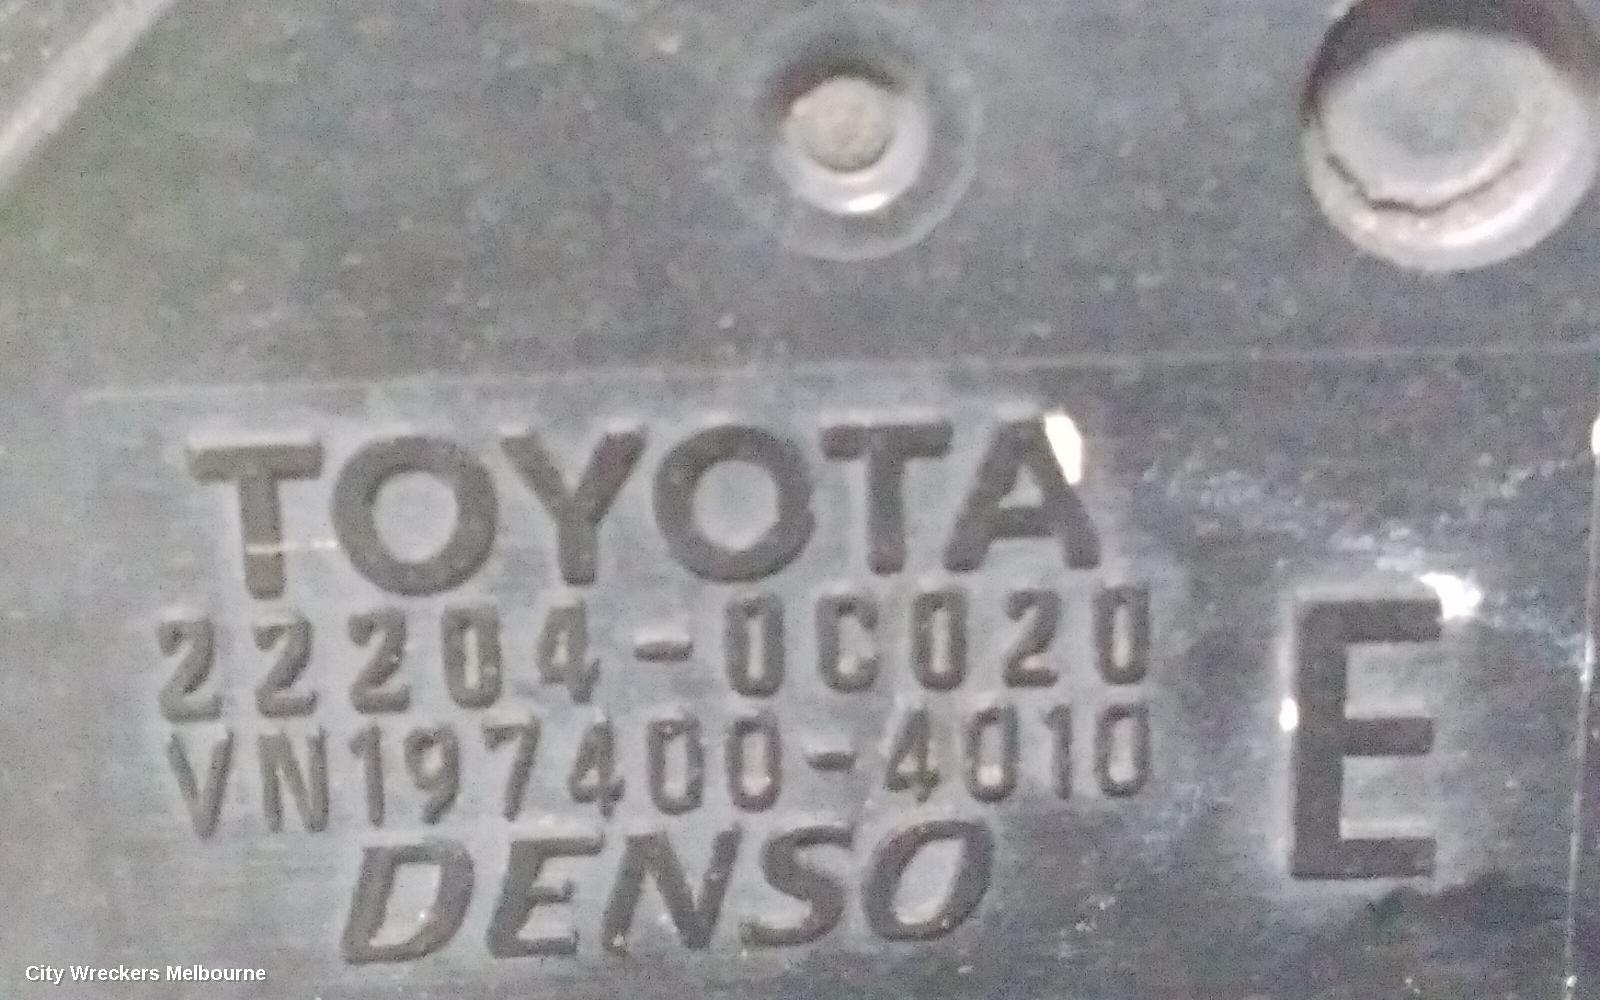 TOYOTA
22204-0C020
VN197400-4010
DENSO
E
City Wreckers Melbourne